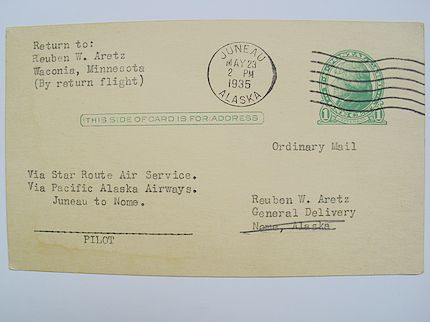 Return to:
Reuben W. Aretz
Waconia, Minnesota
(By return flight)
JUNEAU
MAY 23
2 PM
1935
ALASKA
1 1
THIS SIDE OF CARD IS FOR ADDRESS
Ordinary Mail
Via Star Route Air Service.
Via Pacific Alaska Airways.
Juneau to Nome.
PILOT
Reuben W. Aretz
General Delivery
Nome, Alaska